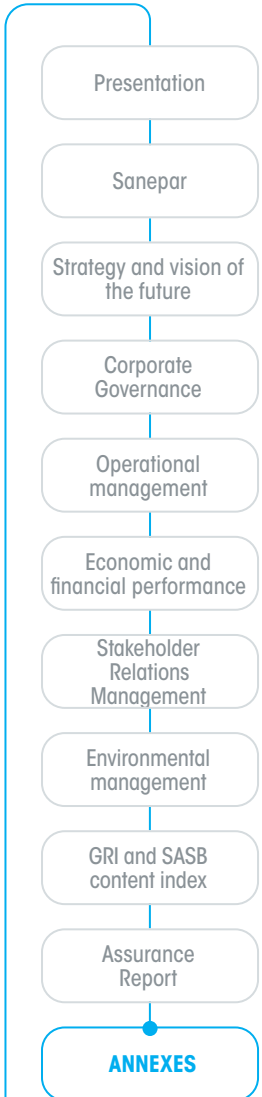 Presentation
Sanepar
Strategy and vision of
the future
Corporate
Governance
Operational
management
Economic and
financial performance
Stakeholder
Relations
Management
Environmental
management
GRI and SASB
content index
Assurance
Report
ANNEXES